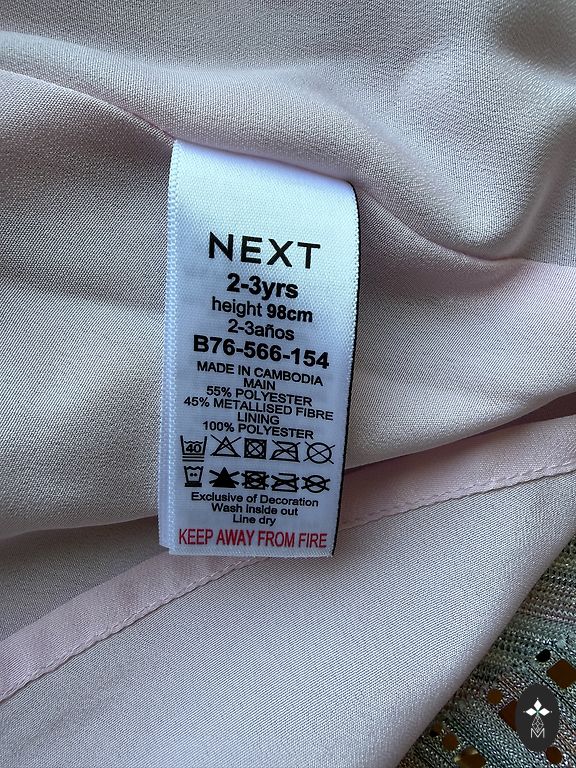 NEXT
2-3yrs
height 98cm
2-3años
B76-566-154
MADE IN CAMBODIA
MAIN
55% POLYESTER
45% METALLISED FIBRE
LINING
100% POLYESTER
40
Exclusive of Decoration
Wash inside out
Line dry
KEEP AWAY FROM FIRE
M